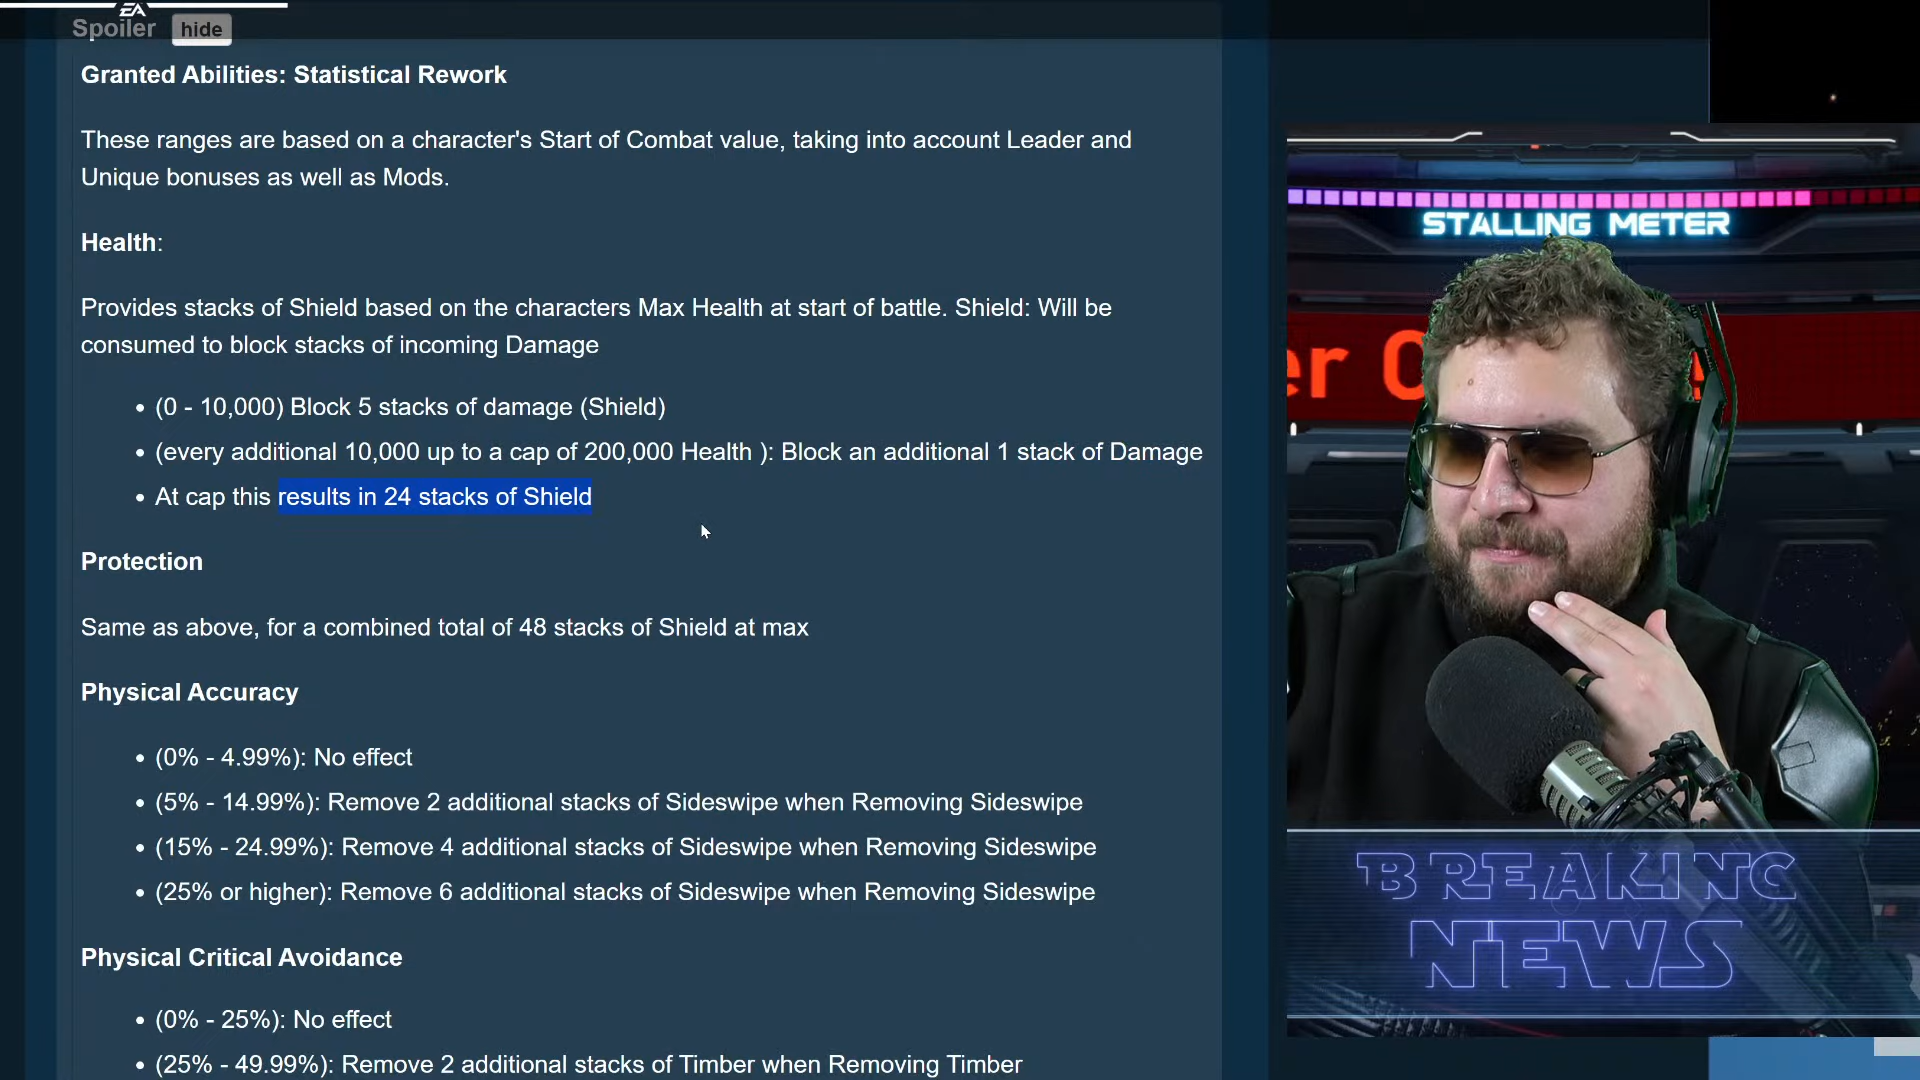 EA
Spoiler hide
Granted Abilities: Statistical Rework
These ranges are based on a character's Start of Combat value, taking into account Leader and
Unique bonuses as well as Mods.
Health:
Provides stacks of Shield based on the characters Max Health at start of battle. Shield: Will be
consumed to block stacks of incoming Damage
• (0 - 10,000) Block 5 stacks of damage (Shield)
• (every additional 10,000 up to a cap of 200,000 Health ): Block an additional 1 stack of Damage
• At cap this results in 24 stacks of Shield
Protection
Same as above, for a combined total of 48 stacks of Shield at max
Physical Accuracy
• (0% - 4.99%): No effect
• (5% - 14.99%): Remove 2 additional stacks of Sideswipe when Removing Sideswipe
• (15% - 24.99%): Remove 4 additional stacks of Sideswipe when Removing Sideswipe
• (25% or higher): Remove 6 additional stacks of Sideswipe when Removing Sideswipe
Physical Critical Avoidance
• (0% - 25%): No effect
• (25% - 49.99%): Remove 2 additional stacks of Timber when Removing Timber
STALLING METER
BREAKING
NEWS